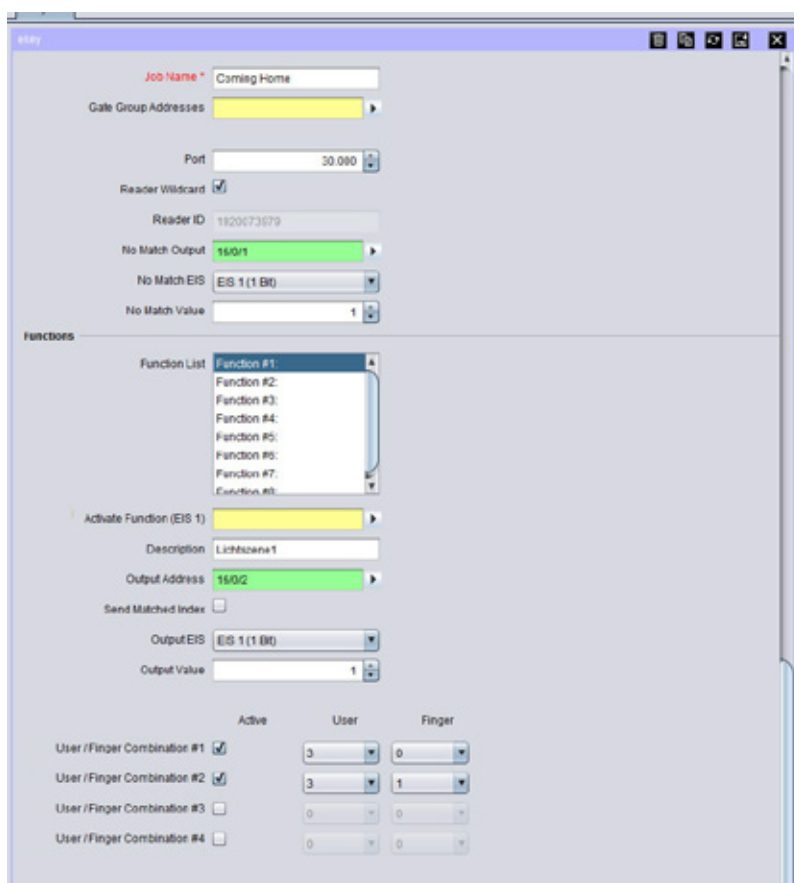 ekey
Job Name * Coming Home
Gate Group Addresses
Port 30.000
Reader Wildcard
Reader ID 1920073979
No Match Output 16/0/1
No Match EIS EIS 1 (1 Bit)
No Match Value 1
Functions
Function List Function #1:
Function #2:
Function #3:
Function #4:
Function #5:
Function #6:
Function #7:
Function #8:
Activate Function (EIS 1)
Description Lichtszene1
Output Address 16/0/2
Send Matched Index
Output EIS EIS 1 (1 Bit)
Output Value 1
Active User Finger
User /Finger Combination #1 3 0
User /Finger Combination #2 3 1
User /Finger Combination #3 0 0
User /Finger Combination #4 0 0